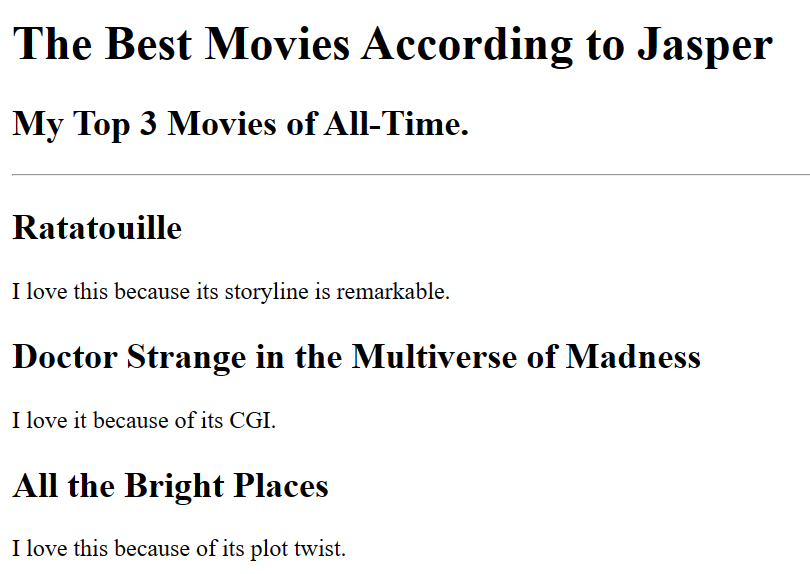 The Best Movies According to Jasper
My Top 3 Movies of All-Time.
Ratatouille
I love this because its storyline is remarkable.
Doctor Strange in the Multiverse of Madness
I love it because of its CGI.
All the Bright Places
I love this because of its plot twist.